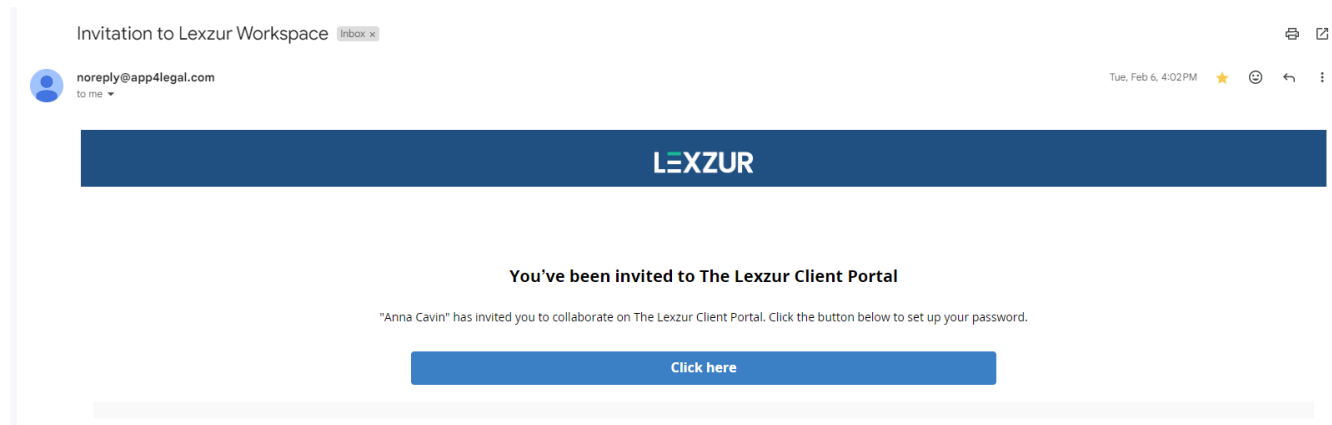 Invitation to Lexzur Workspace Inbox ×
noreply@app4legal.com Tue, Feb 6, 4:02 PM
to me
LEXZUR
You've been invited to The Lexzur Client Portal
"Anna Cavin" has invited you to collaborate on The Lexzur Client Portal. Click the button below to set up your password.
Click here